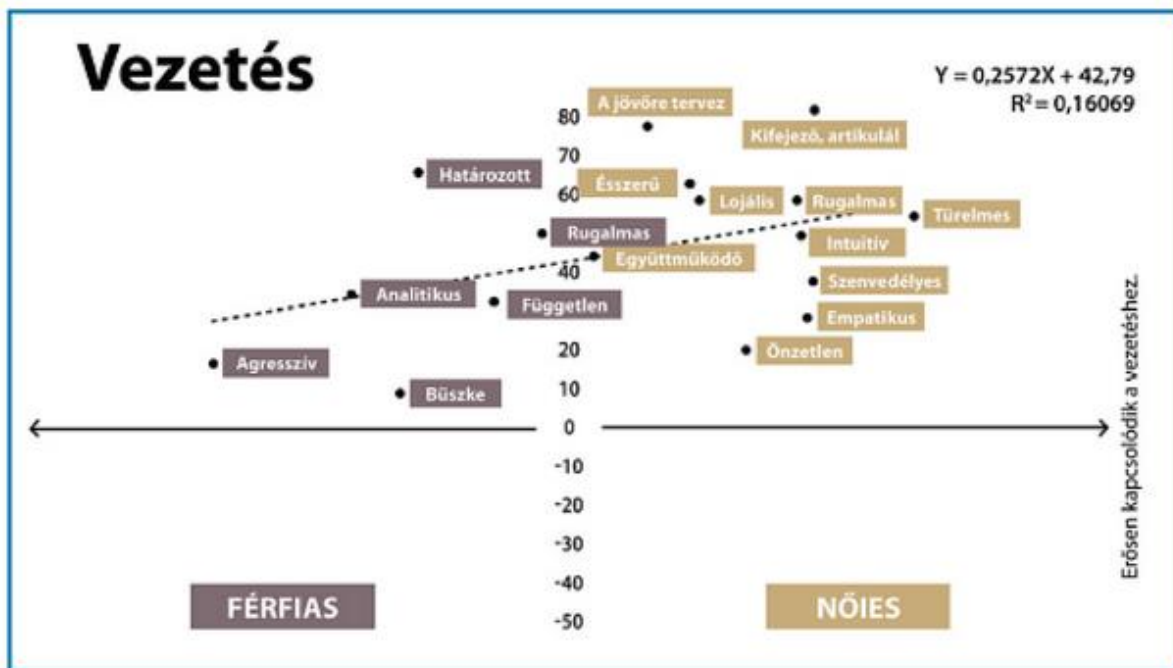 Vezetés
Y = 0,2572X + 42,79
R² = 0,16069
A jövőre tervez
80
Kifejező, artikulál
70
Határozott
Ésszerű
60
Lojális
Rugalmas
Türelmes
Rugalmas
Intuitív
Együttműködő
40
Szenvedélyes
Analitikus
Független
Empatikus
20
Önzetlen
Agresszív
10
Büszke
0
-10
-20
-30
-40
-50
FÉRFIAS
NŐIES
Erősen kapcsolódik a vezetéshez.